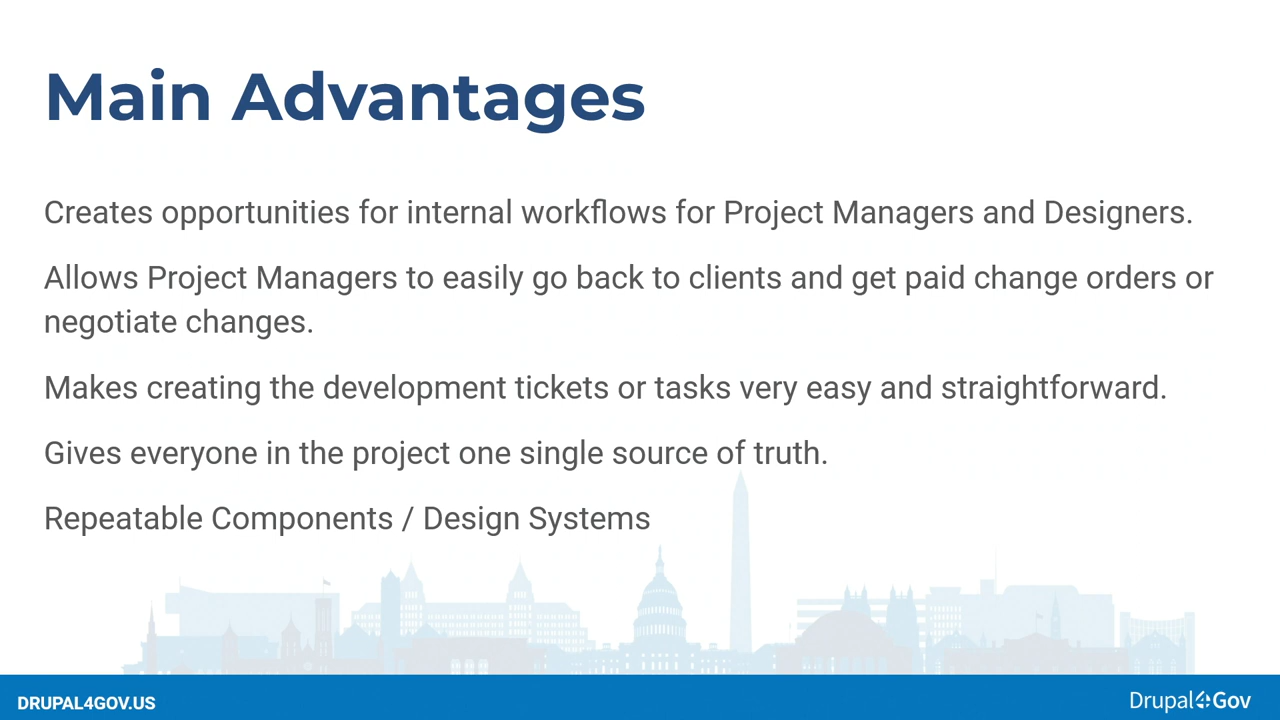 Main Advantages
Creates opportunities for internal workflows for Project Managers and Designers.
Allows Project Managers to easily go back to clients and get paid change orders or
negotiate changes.
Makes creating the development tickets or tasks very easy and straightforward.
Gives everyone in the project one single source of truth.
Repeatable Components / Design Systems
DRUPAL4GOV.US
Drupal4Gov